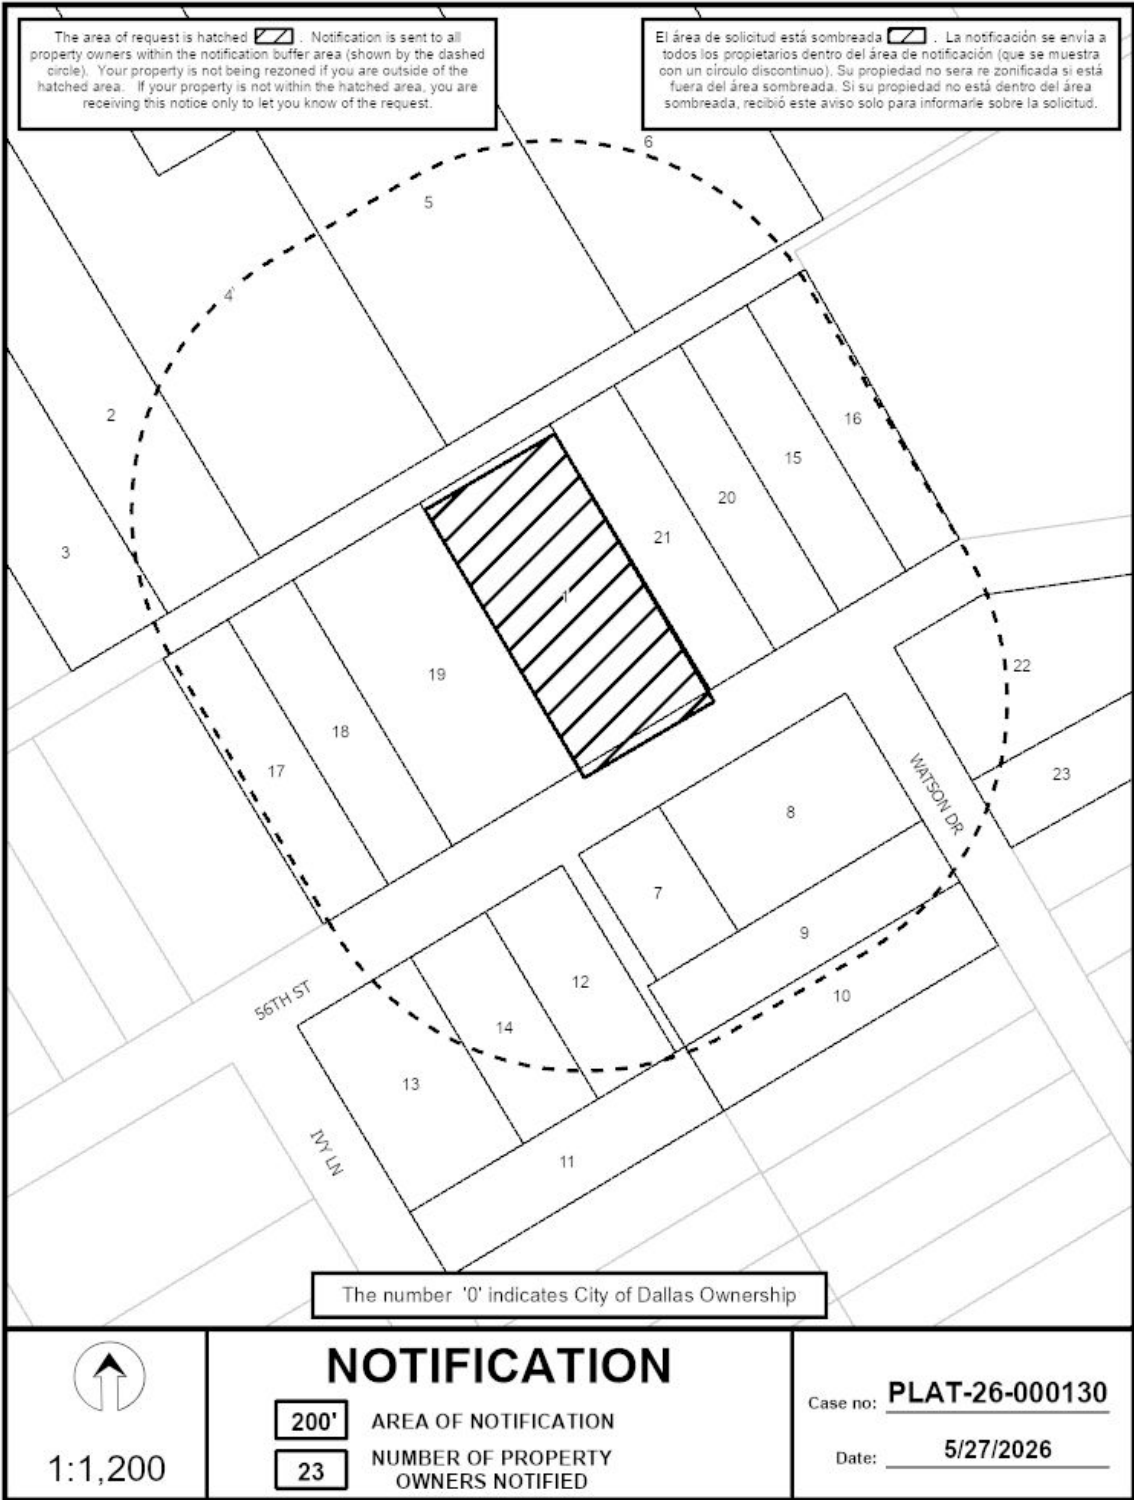 The area of request is hatched . Notification is sent to all
property owners within the notification buffer area (shown by the dashed
circle). Your property is not being rezoned if you are outside of the
hatched area. If your property is not within the hatched area, you are
receiving this notice only to let you know of the request.
El área de solicitud está sombreada . La notificación se envía a
todos los propietarios dentro del área de notificación (que se muestra
con un círculo discontinuo). Su propiedad no sera re zonificada si está
fuera del área sombreada. Si su propiedad no está dentro del área
sombreada, recibió este aviso solo para informarle sobre la solicitud.
6
5
4
2
16
15
20
3
21
1
22
19
18
17
23
WATSON DR
8
7
9
12
10
56TH ST
14
13
IVY LN
11
The number '0' indicates City of Dallas Ownership
1:1,200
NOTIFICATION
200' AREA OF NOTIFICATION
23 NUMBER OF PROPERTY
OWNERS NOTIFIED
Case no: PLAT-26-000130
Date: 5/27/2026